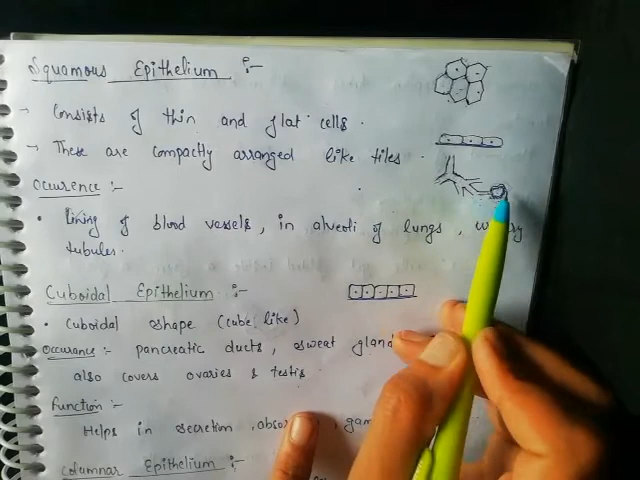 Squamous Epithelium :-
→ Consists of thin and flat cells.
→ These are compactly arranged like tiles.
Occurence :-
• Lining of blood vessels, in alveoli of lungs,
tubules.
Cuboidal Epithelium :-
• Cuboidal shape (cube like)
Occurance :- pancreatic ducts, sweat gland
also covers ovaries & testis
Function :-
Helps in secretion,
Columnar Epithelium :-